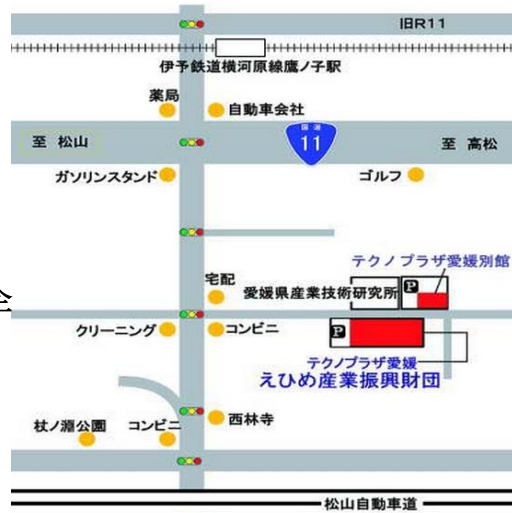 旧R11
伊予鉄道横河原線鷹ノ子駅
薬局
自動車会社
至 松山
国道
11
至 高松
ガソリンスタンド
ゴルフ
テクノプラザ愛媛別館
宅配
愛媛県産業技術研究所
P
クリーニング
コンビニ
P
テクノプラザ愛媛
えひめ産業振興財団
杖ノ淵公園
コンビニ
西林寺
松山自動車道